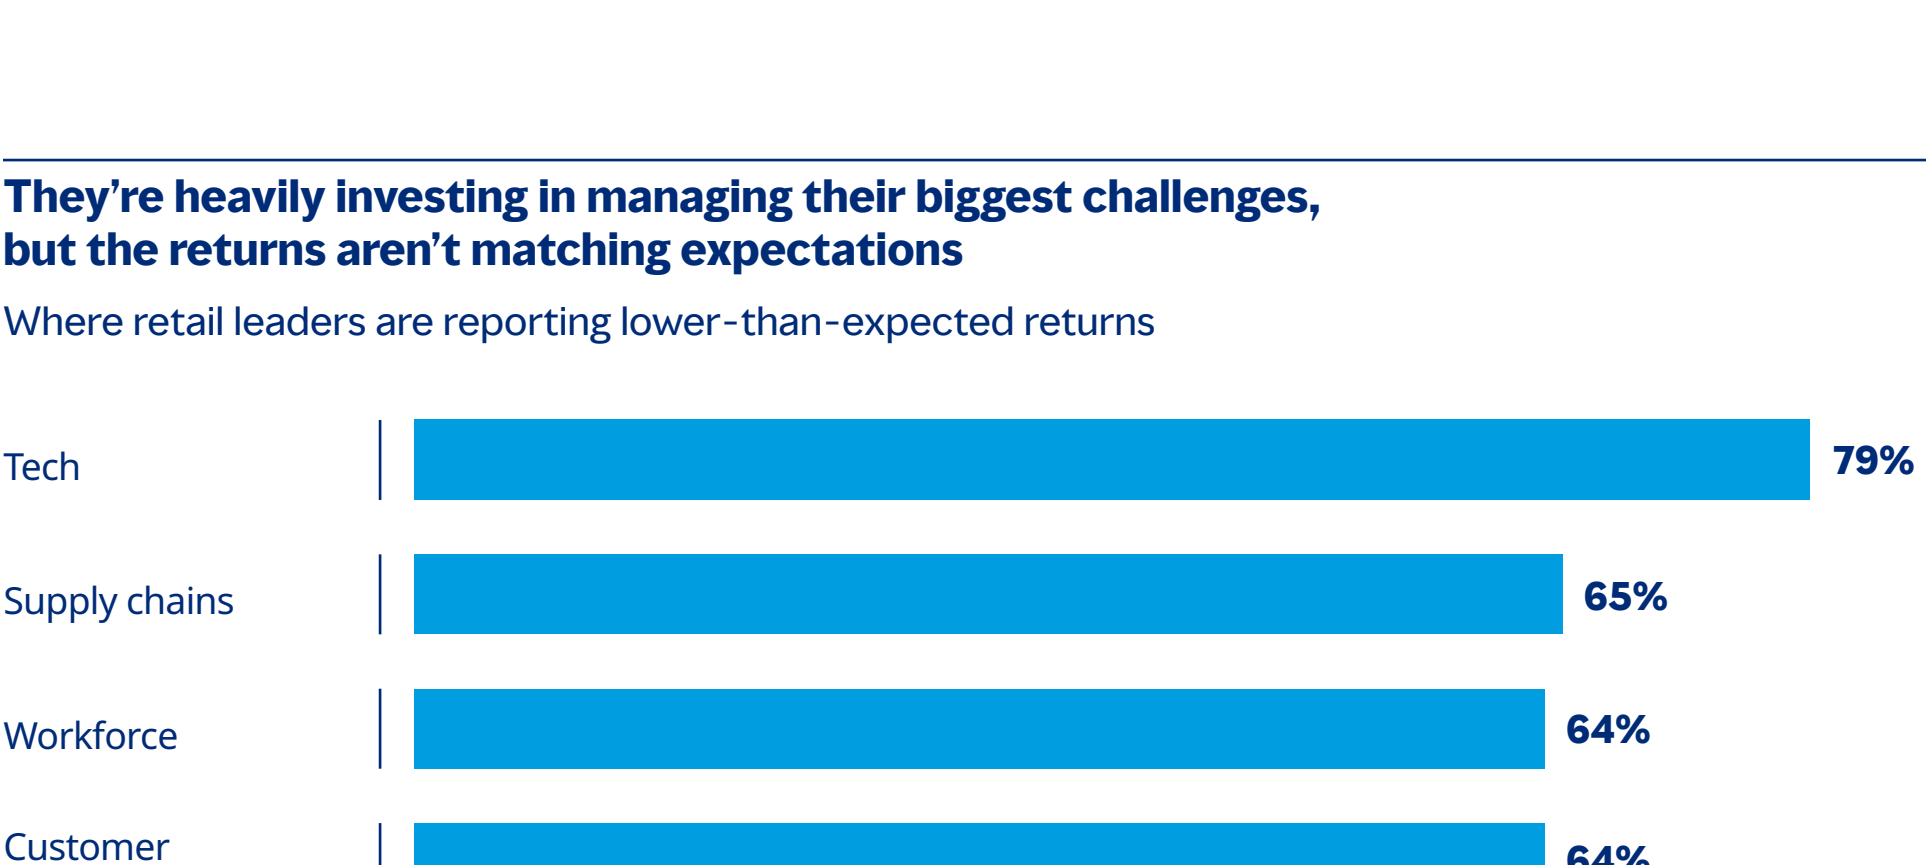 They’re heavily investing in managing their biggest challenges,
but the returns aren’t matching expectations
Where retail leaders are reporting lower-than-expected returns
Tech
79%
Supply chains
65%
Workforce
64%
Customer
64%